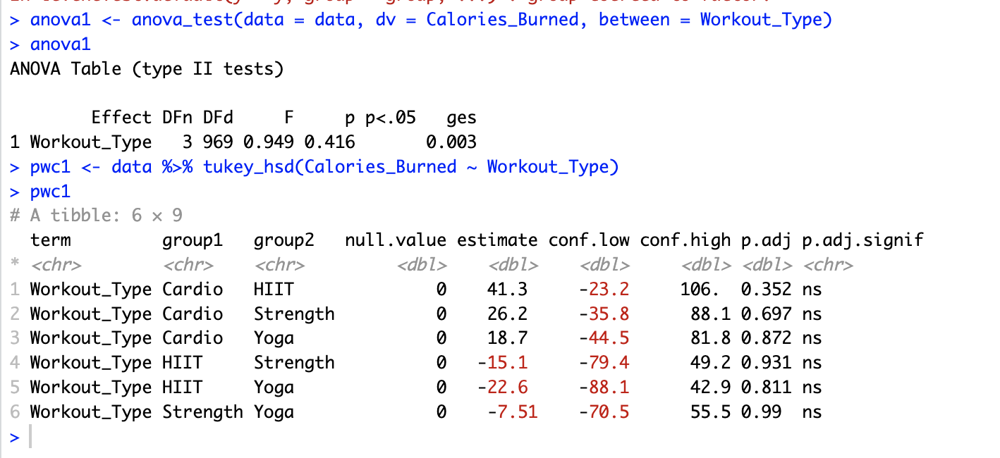 > anova1 <- anova_test(data = data, dv = Calories_Burned, between = Workout_Type)
> anova1
ANOVA Table (type II tests)
        Effect DFn DFd     F     p p<.05   ges
1 Workout_Type   3 969 0.949 0.416       0.003
> pwc1 <- data %>% tukey_hsd(Calories_Burned ~ Workout_Type)
> pwc1
# A tibble: 6 × 9
  term         group1   group2   null.value estimate conf.low conf.high p.adj p.adj.signif
* <chr>        <chr>    <chr>         <dbl>    <dbl>    <dbl>     <dbl> <dbl> <chr>
1 Workout_Type Cardio   HIIT              0    41.3     -23.2     106.  0.352 ns
2 Workout_Type Cardio   Strength          0    26.2     -35.8      88.1 0.697 ns
3 Workout_Type Cardio   Yoga              0    18.7     -44.5      81.8 0.872 ns
4 Workout_Type HIIT     Strength          0   -15.1     -79.4      49.2 0.931 ns
5 Workout_Type HIIT     Yoga              0   -22.6     -88.1      42.9 0.811 ns
6 Workout_Type Strength Yoga              0    -7.51    -70.5      55.5 0.99  ns
>